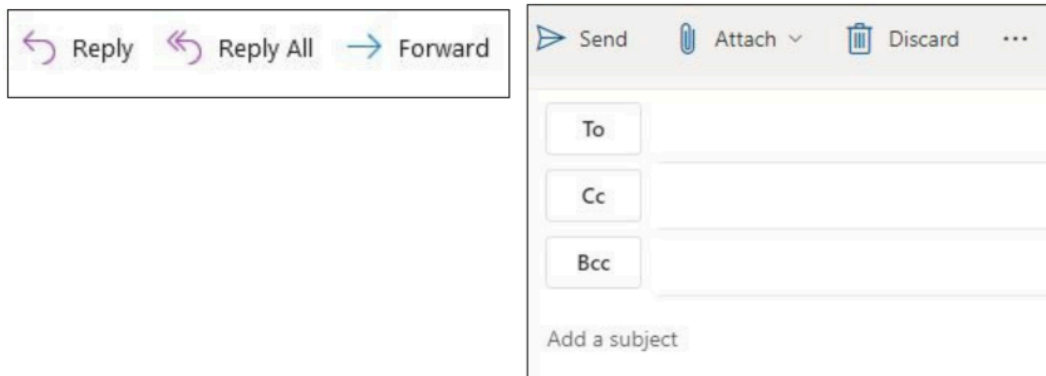 Reply Reply All Forward
Send Attach Discard ...
To
Cc
Bcc
Add a subject